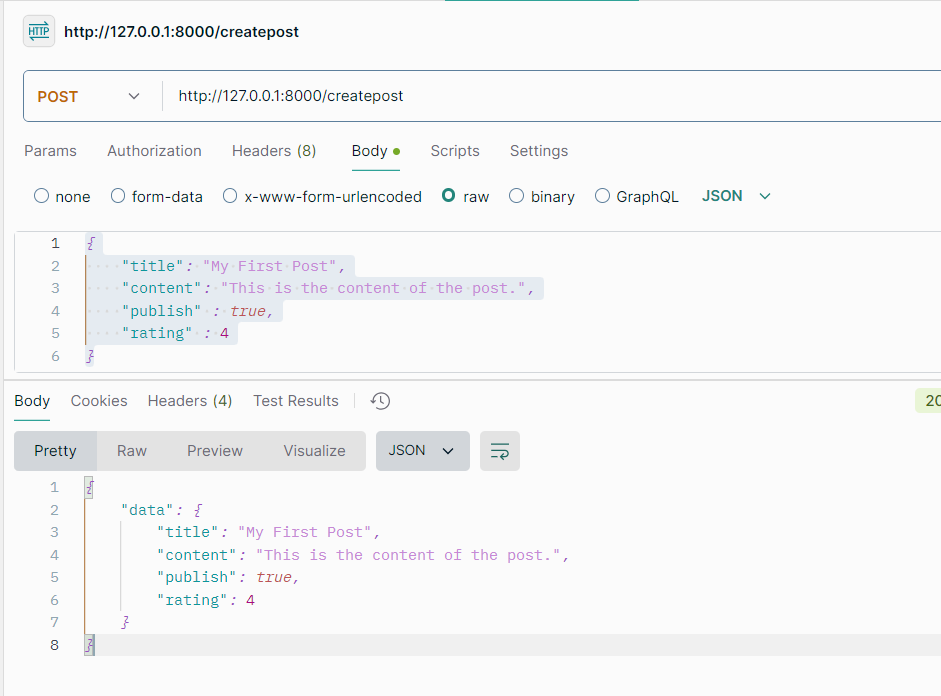 HTTP http://127.0.0.1:8000/createpost
POST http://127.0.0.1:8000/createpost
Params Authorization Headers (8) Body Scripts Settings
none form-data x-www-form-urlencoded raw binary GraphQL JSON
1 {
2 "title": "My First Post",
3 "content": "This is the content of the post.",
4 "publish" : true,
5 "rating" : 4
6 }
Body Cookies Headers (4) Test Results 20
Pretty Raw Preview Visualize JSON
1 {
2 "data": {
3 "title": "My First Post",
4 "content": "This is the content of the post.",
5 "publish": true,
6 "rating": 4
7 }
8 }